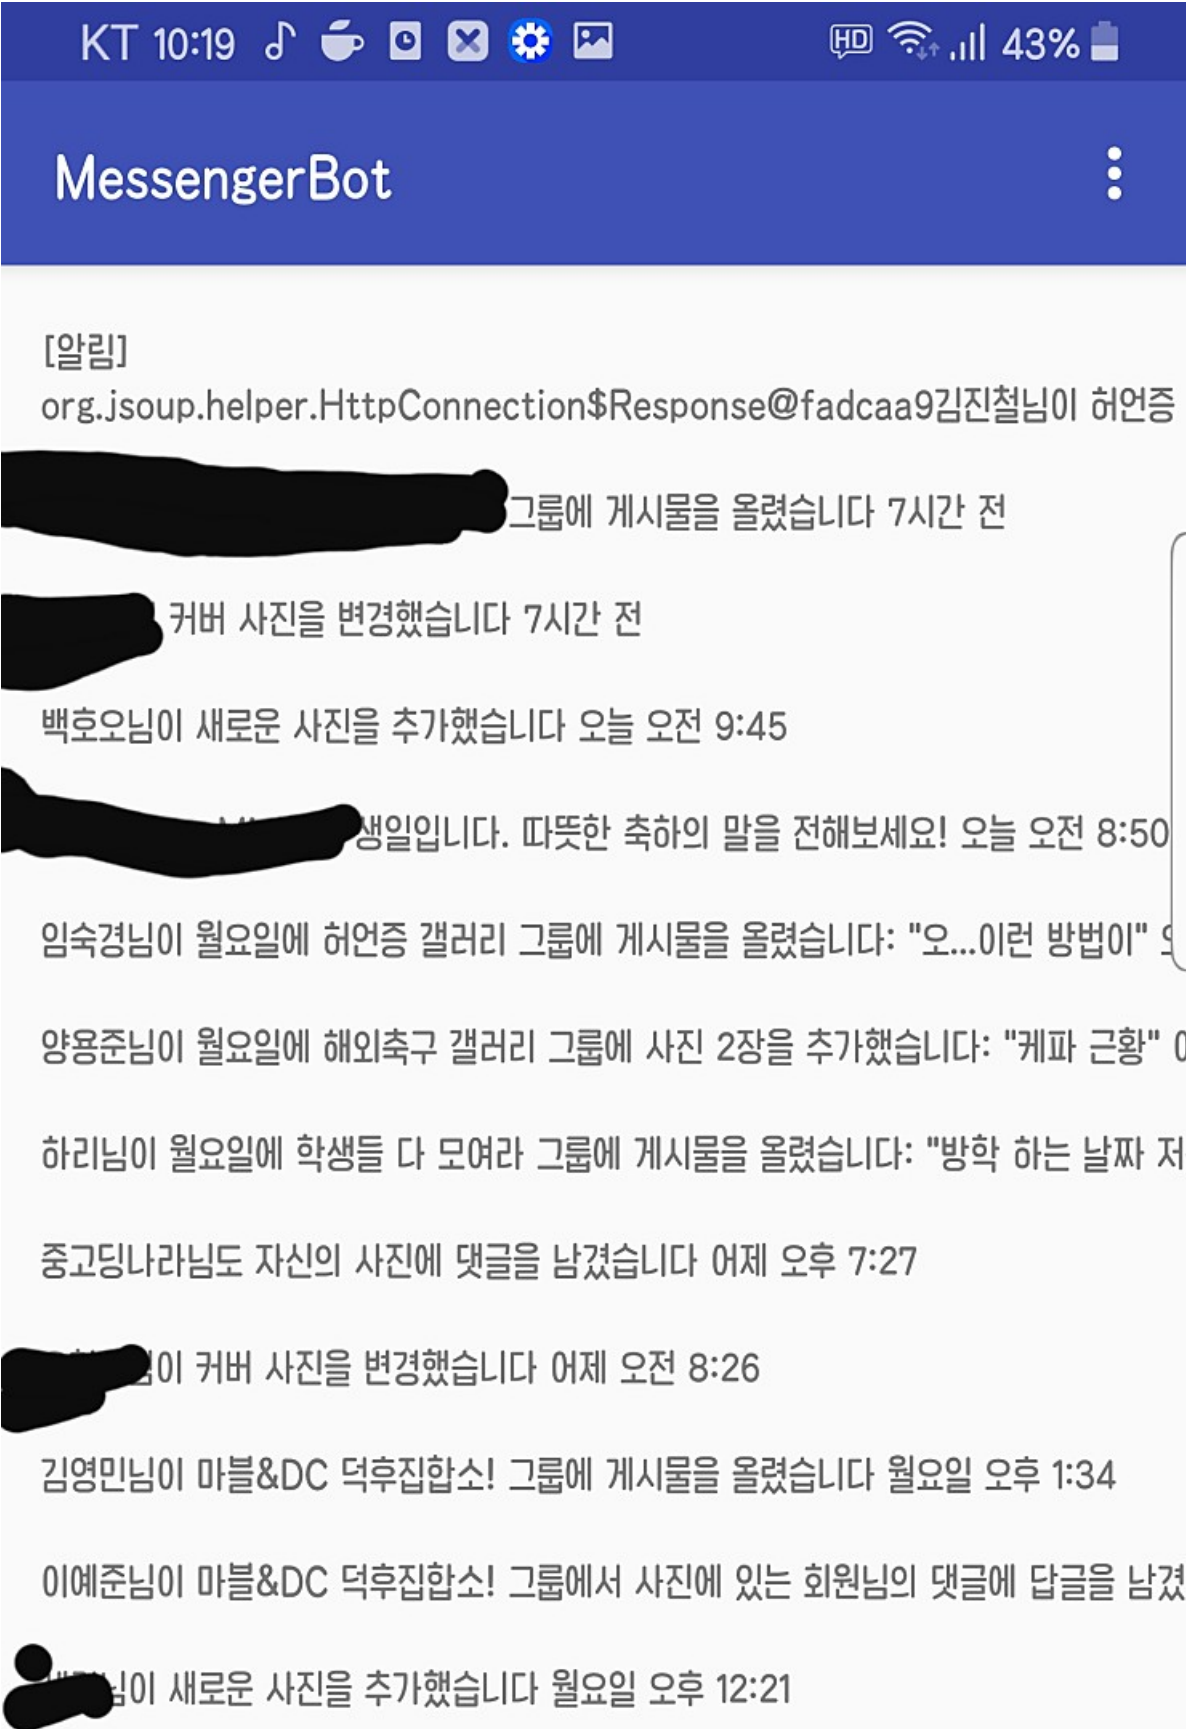 KT 10:19
HD
43%
MessengerBot
[알림]
org.jsoup.helper.HttpConnection$Response@fadcaa9김진철님이 허언증
그룹에 게시물을 올렸습니다 7시간 전
커버 사진을 변경했습니다 7시간 전
백호오님이 새로운 사진을 추가했습니다 오늘 오전 9:45
생일입니다. 따뜻한 축하의 말을 전해보세요! 오늘 오전 8:50
임숙경님이 월요일에 허언증 갤러리 그룹에 게시물을 올렸습니다: "오...이런 방법이"
양용준님이 월요일에 해외축구 갤러리 그룹에 사진 2장을 추가했습니다: "케파 근황"
하리님이 월요일에 학생들 다 모여라 그룹에 게시물을 올렸습니다: "방학 하는 날짜 저
중고딩나라님도 자신의 사진에 댓글을 남겼습니다 어제 오후 7:27
이 커버 사진을 변경했습니다 어제 오전 8:26
김영민님이 마블&DC 덕후집합소! 그룹에 게시물을 올렸습니다 월요일 오후 1:34
이예준님이 마블&DC 덕후집합소! 그룹에서 사진에 있는 회원님의 댓글에 답글을 남겼
님이 새로운 사진을 추가했습니다 월요일 오후 12:21